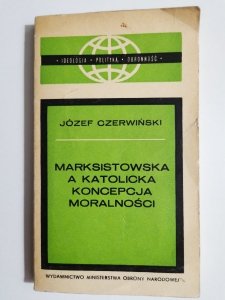 • IDEOLOGIA • POLITYKA • OBRONNOŚĆ •
JÓZEF CZERWIŃSKI
MARKSISTOWSKA
A KATOLICKA
KONCEPCJA
MORALNOŚCI
WYDAWNICTWO MINISTERSTWA OBRONY NARODOWEJ